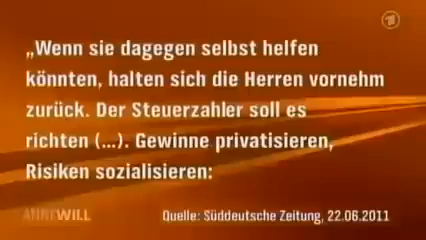 „Wenn sie dagegen selbst helfen
könnten, halten sich die Herren vornehm
zurück. Der Steuerzahler soll es
richten (...). Gewinne privatisieren,
Risiken sozialisieren:
ANNE WILL
Quelle: Süddeutsche Zeitung, 22.06.2011